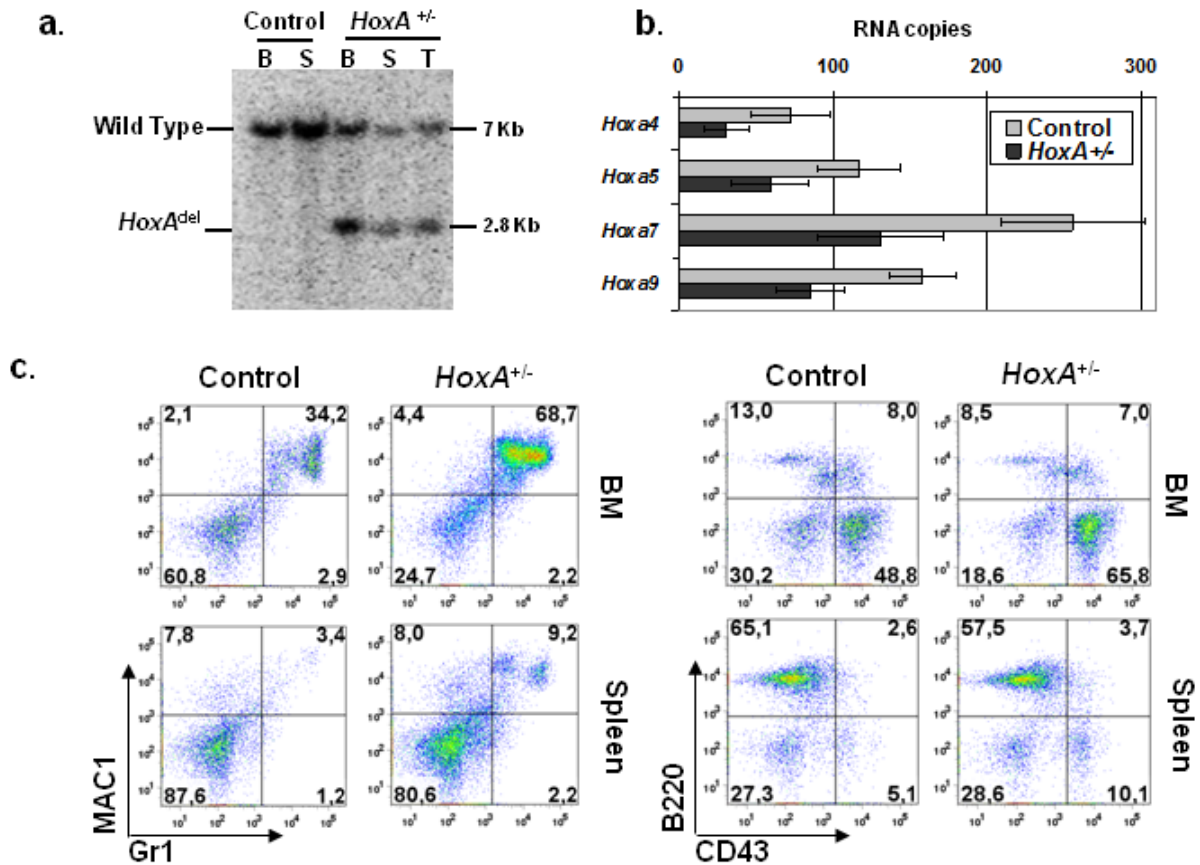 a.
Control HoxA +/-
B S B S T
Wild Type 7 Kb
HoxAdel 2.8 Kb
b.
RNA copies
0 100 200 300
Hoxa4
Hoxa5
Hoxa7
Hoxa9
Control
HoxA+/-
c.
Control HoxA+/-
2,1 34,2
60,8 2,9
4,4 68,7
24,7 2,2
BM
7,8 3,4
87,6 1,2
8,0 9,2
80,6 2,2
Spleen
MAC1
Gr1
Control HoxA+/-
13,0 8,0
30,2 48,8
8,5 7,0
18,6 65,8
BM
65,1 2,6
27,3 5,1
57,5 3,7
28,6 10,1
Spleen
B220
CD43